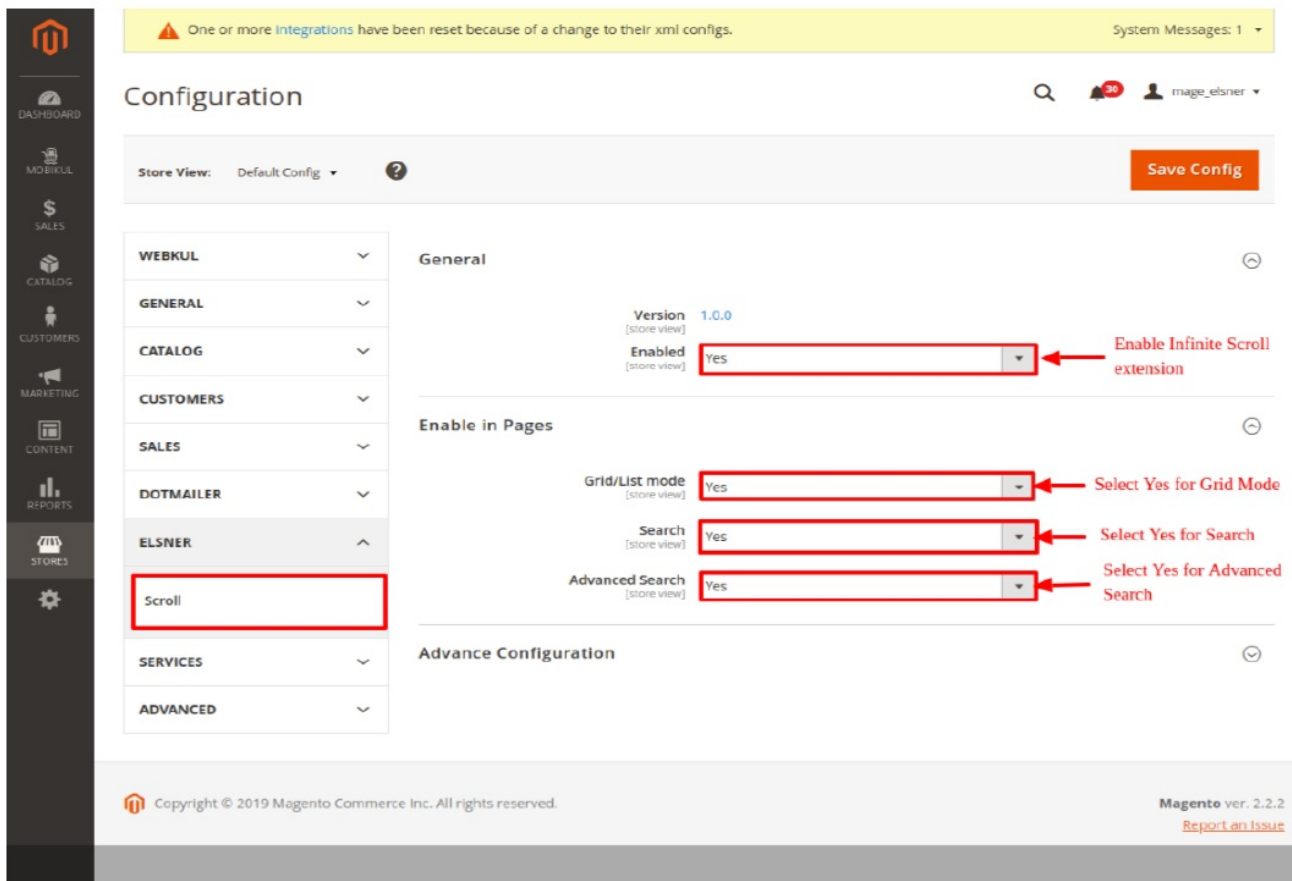 One or more integrations have been reset because of a change to their xml configs.
System Messages: 1
Configuration
30
mage_elsner
Store View: Default Config
?
Save Config
DASHBOARD
MOBIKUL
$
SALES
CATALOG
CUSTOMERS
MARKETING
CONTENT
REPORTS
STORES
WEBKUL
GENERAL
CATALOG
CUSTOMERS
SALES
DOTMAILER
ELSNER
Scroll
SERVICES
ADVANCED
General
Version 1.0.0
[store view]
Enabled Yes
[store view]
Enable Infinite Scroll
extension
Enable in Pages
Grid/List mode Yes
[store view]
Select Yes for Grid Mode
Search Yes
[store view]
Select Yes for Search
Advanced Search Yes
[store view]
Select Yes for Advanced
Search
Advance Configuration
Copyright © 2019 Magento Commerce Inc. All rights reserved.
Magento ver. 2.2.2
Report an Issue